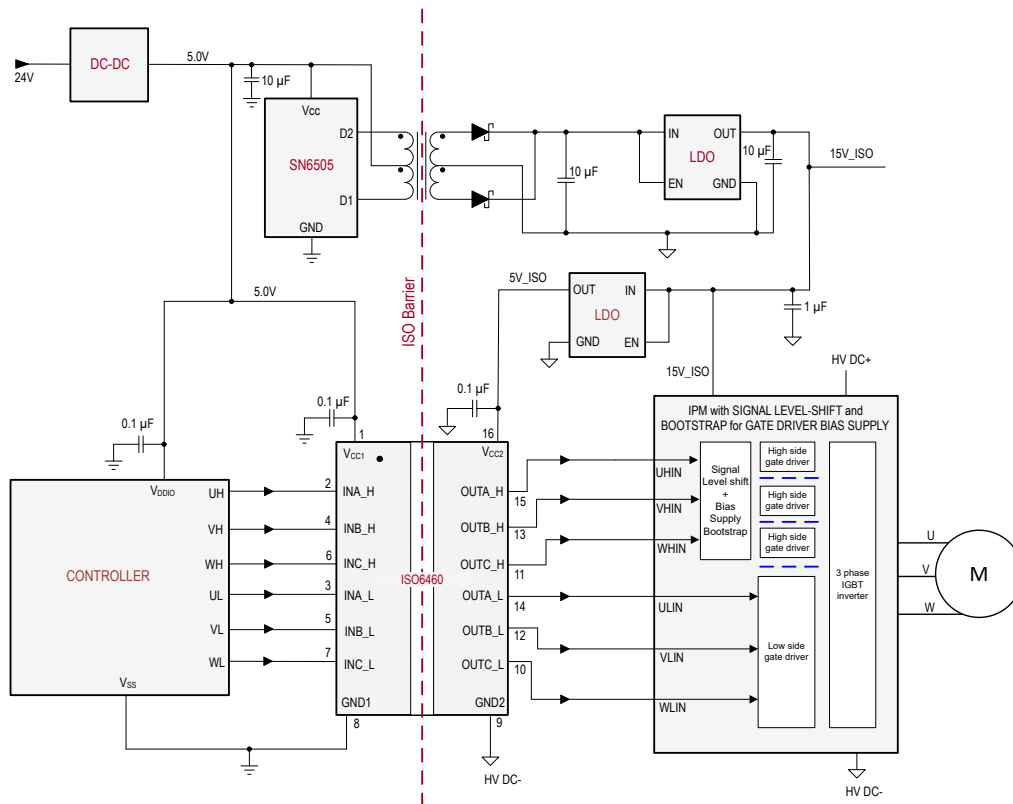 DC-DC
24V
5.0V
10 µF
Vcc
D2
SN6505
D1
GND
ISO Barrier
10 µF
IN
OUT
LDO
EN
GND
10 µF
15V_ISO
5.0V
5V_ISO
OUT
IN
LDO
GND
EN
1 µF
15V_ISO
HV DC+
0.1 µF
0.1 µF
0.1 µF
1
16
VCC1
VCC2
VDDIO
CONTROLLER
VSS
UH
VH
WH
UL
VL
WL
2
4
6
3
5
7
INA_H
INB_H
INC_H
INA_L
INB_L
INC_L
GND1
8
ISO6460
OUTA_H
OUTB_H
OUTC_H
OUTA_L
OUTB_L
OUTC_L
GND2
9
15
13
11
14
12
10
HV DC-
IPM with SIGNAL LEVEL-SHIFT and
BOOTSTRAP for GATE DRIVER BIAS SUPPLY
UHIN
VHIN
WHIN
ULIN
VLIN
WLIN
Signal
Level shift
+
Bias
Supply
Bootstrap
High side
gate driver
High side
gate driver
High side
gate driver
Low side
gate driver
3 phase
IGBT
inverter
U
V
W
M
HV DC-